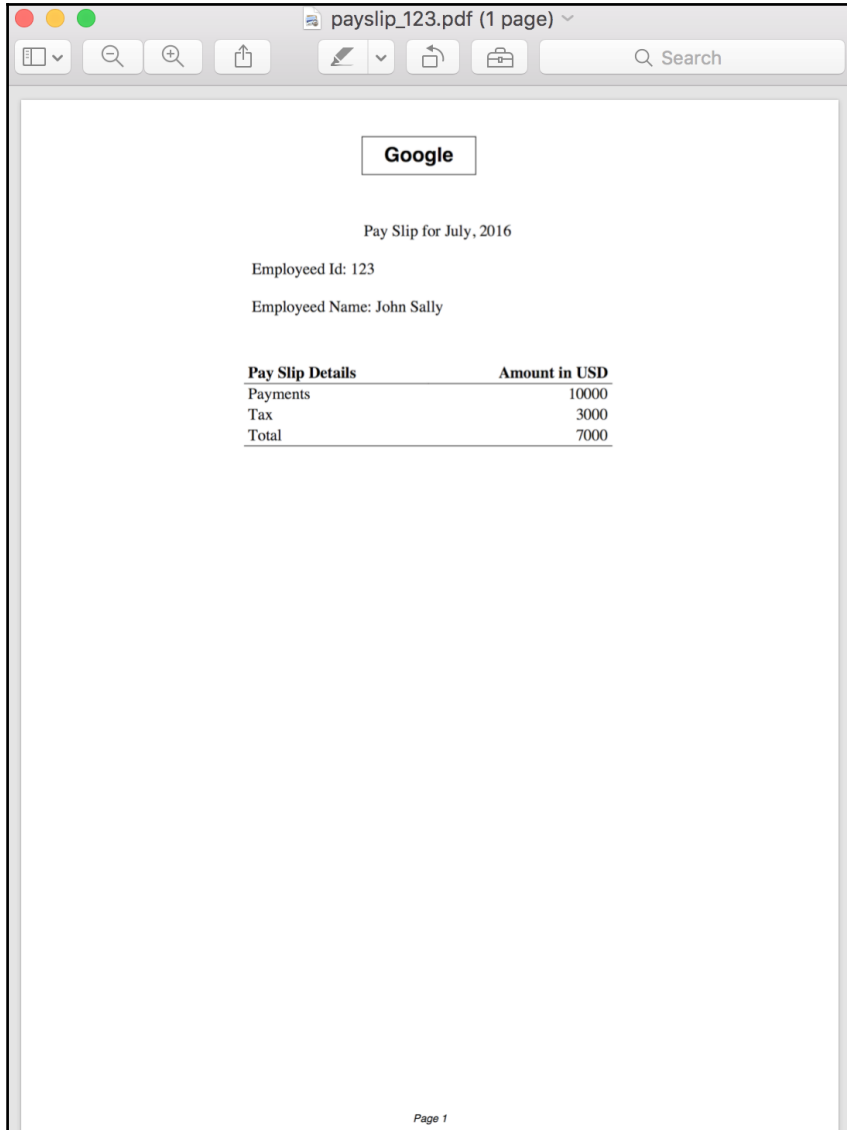 payslip_123.pdf (1 page)
Search
Google
Pay Slip for July, 2016
Employeed Id: 123
Employeed Name: John Sally
Pay Slip Details Amount in USD
Payments 10000
Tax 3000
Total 7000
Page 1